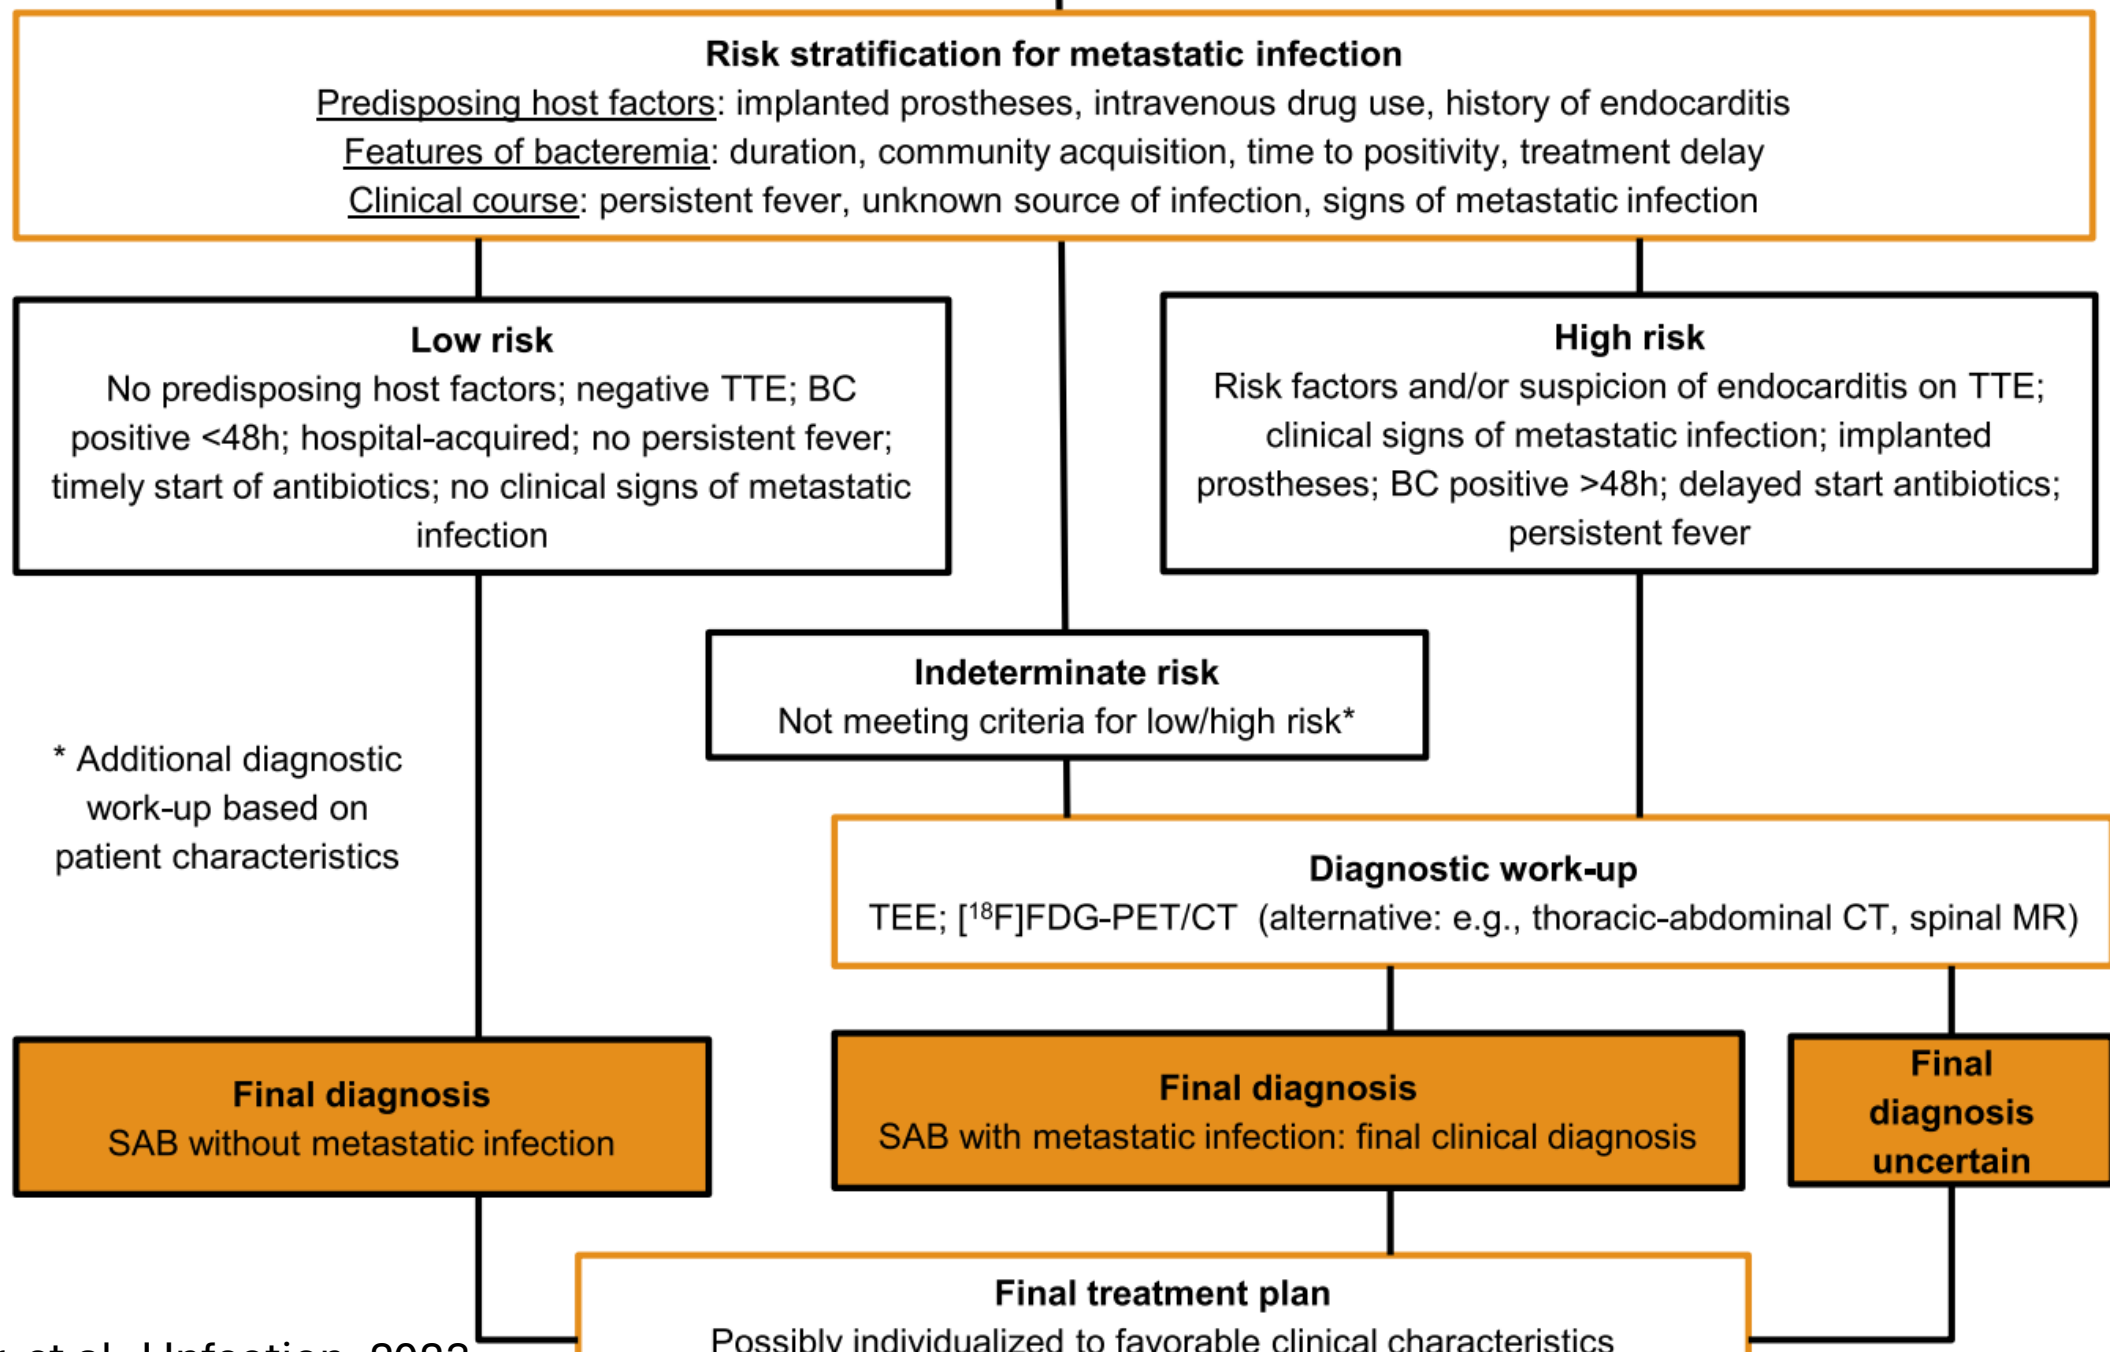 Risk stratification for metastatic infection
Predisposing host factors: implanted prostheses, intravenous drug use, history of endocarditis
Features of bacteremia: duration, community acquisition, time to positivity, treatment delay
Clinical course: persistent fever, unknown source of infection, signs of metastatic infection
Low risk
No predisposing host factors; negative TTE; BC
positive <48h; hospital-acquired; no persistent fever;
timely start of antibiotics; no clinical signs of metastatic
infection
High risk
Risk factors and/or suspicion of endocarditis on TTE;
clinical signs of metastatic infection; implanted
prostheses; BC positive >48h; delayed start antibiotics;
persistent fever
Indeterminate risk
Not meeting criteria for low/high risk*
* Additional diagnostic
work-up based on
patient characteristics
Diagnostic work-up
TEE; [¹⁸F]FDG-PET/CT (alternative: e.g., thoracic-abdominal CT, spinal MR)
Final diagnosis
SAB without metastatic infection
Final diagnosis
SAB with metastatic infection: final clinical diagnosis
Final
diagnosis
uncertain
Final treatment plan
Possibly individualized to favorable clinical characteristics
et al.